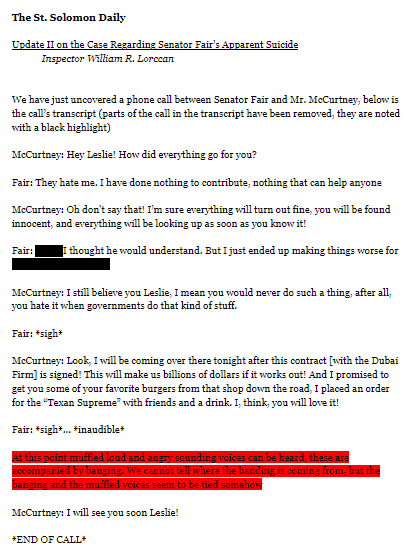 The St. Solomon Daily
Update II on the Case Regarding Senator Fair's Apparent Suicide
Inspector William R. Lorccan
We have just uncovered a phone call between Senator Fair and Mr. McCurtney, below is
the call's transcript (parts of the call in the transcript have been removed, they are noted
with a black highlight)
McCurtney: Hey Leslie! How did everything go for you?
Fair: They hate me. I have done nothing to contribute, nothing that can help anyone
McCurtney: Oh don't say that! I'm sure everything will turn out fine, you will be found
innocent, and everything will be looking up as soon as you know it!
Fair: I thought he would understand. But I just ended up making things worse for
McCurtney: I still believe you Leslie, I mean you would never do such a thing, after all,
you hate it when governments do that kind of stuff.
Fair: *sigh*
McCurtney: Look, I will be coming over there tonight after this contract [with the Dubai
Firm] is signed! This will make us billions of dollars if it works out! And I promised to
get you some of your favorite burgers from that shop down the road, I placed an order
for the “Texan Supreme” with friends and a drink. I, think, you will love it!
Fair: *sigh*... *inaudible*
At this point muffled loud and angry sounding voices can be heard, these are
accompanied by banging. We cannot tell where the banding is coming from, but the
banging and the muffled voices seem to be tied somehow
McCurtney: I will see you soon Leslie!
*END OF CALL*